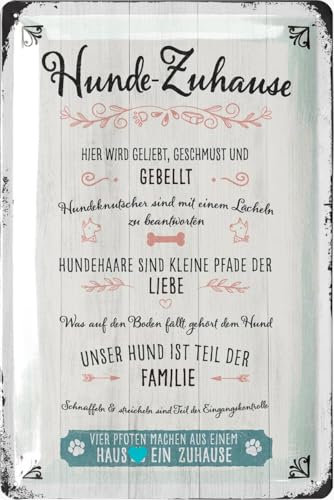 Hunde-Zuhause
HIER WIRD GELIEBT, GESCHMUST UND
GEBELLT
Hundeknutscher sind mit einem Lächeln
zu beantworten
HUNDEHAARE SIND KLEINE PFADE DER
LIEBE
Was auf den Boden fällt, gehört dem Hund
UNSER HUND IST TEIL DER
FAMILIE
Schnüffeln & streicheln sind Teil der Eingangskontrolle
VIER PFOTEN MACHEN AUS EINEM
HAUS EIN ZUHAUSE